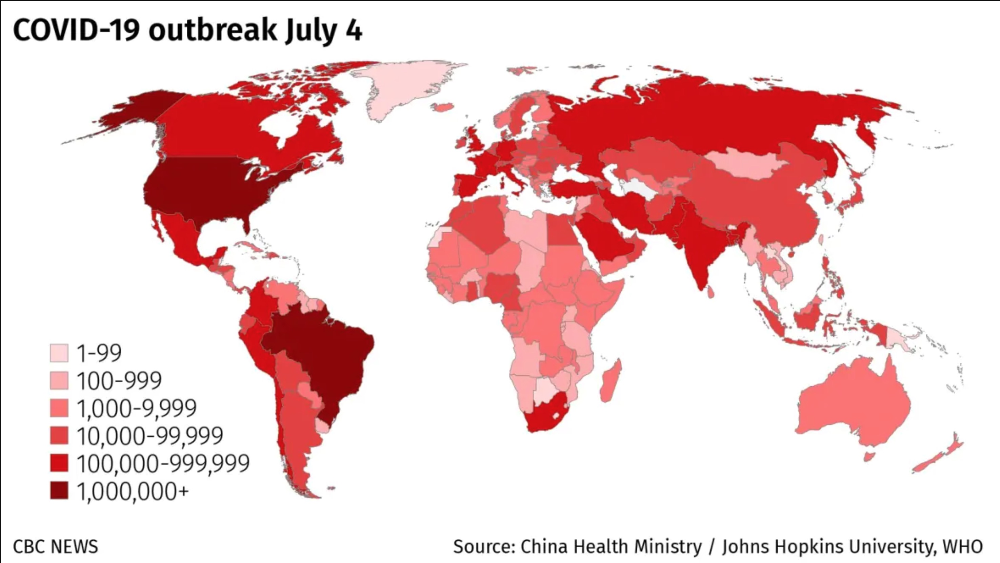 COVID-19 outbreak July 4
1-99
100-999
1,000-9,999
10,000-99,999
100,000-999,999
1,000,000+
CBC NEWS
Source: China Health Ministry / Johns Hopkins University, WHO